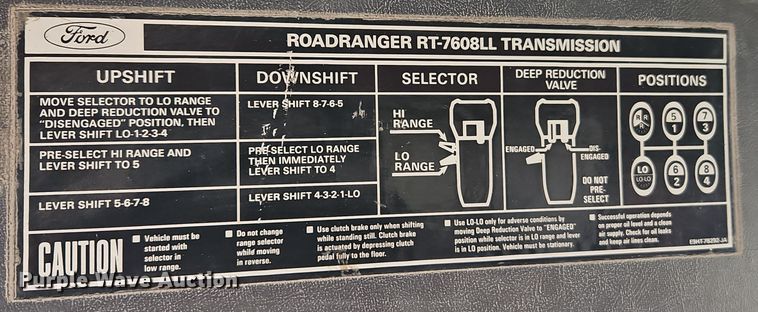 Ford
ROADRANGER RT-7608LL TRANSMISSION
UPSHIFT
MOVE SELECTOR TO LO RANGE
AND DEEP REDUCTION VALVE TO
"DISENGAGED" POSITION, THEN
LEVER SHIFT LO-1-2-3-4
PRE-SELECT HI RANGE AND
LEVER SHIFT TO 5
LEVER SHIFT 5-6-7-8
DOWNSHIFT
LEVER SHIFT 8-7-6-5
PRE-SELECT LO RANGE
THEN IMMEDIATELY
LEVER SHIFT TO 4
LEVER SHIFT 4-3-2-1-LO
SELECTOR
HI
RANGE
LO
RANGE
DEEP REDUCTION
VALVE
ENGAGED
DIS-
ENGAGED
DO NOT
PRE-
SELECT
POSITIONS
R
R
5
1
7
3
LO
LO-LO
6
2
8
4
CAUTION
■ Vehicle must be
started with
selector in
low range.
■ Do not change
range selector
while moving
in reverse.
■ Use clutch brake only when shifting
while standing still. Clutch brake
is actuated by depressing clutch
pedal fully to the floor.
■ Use LO-LO for adverse conditions by
moving Deep Reduction Valve to "ENGAGED"
position while selector is in LO range and lever
is in LO position. Vehicle must be stationary.
■ Successful operation depends
on proper oil level and a clean
air supply. Check for oil leaks
and keep air lines clean.
E9HT-7B292-JA
Purple Wave Auction